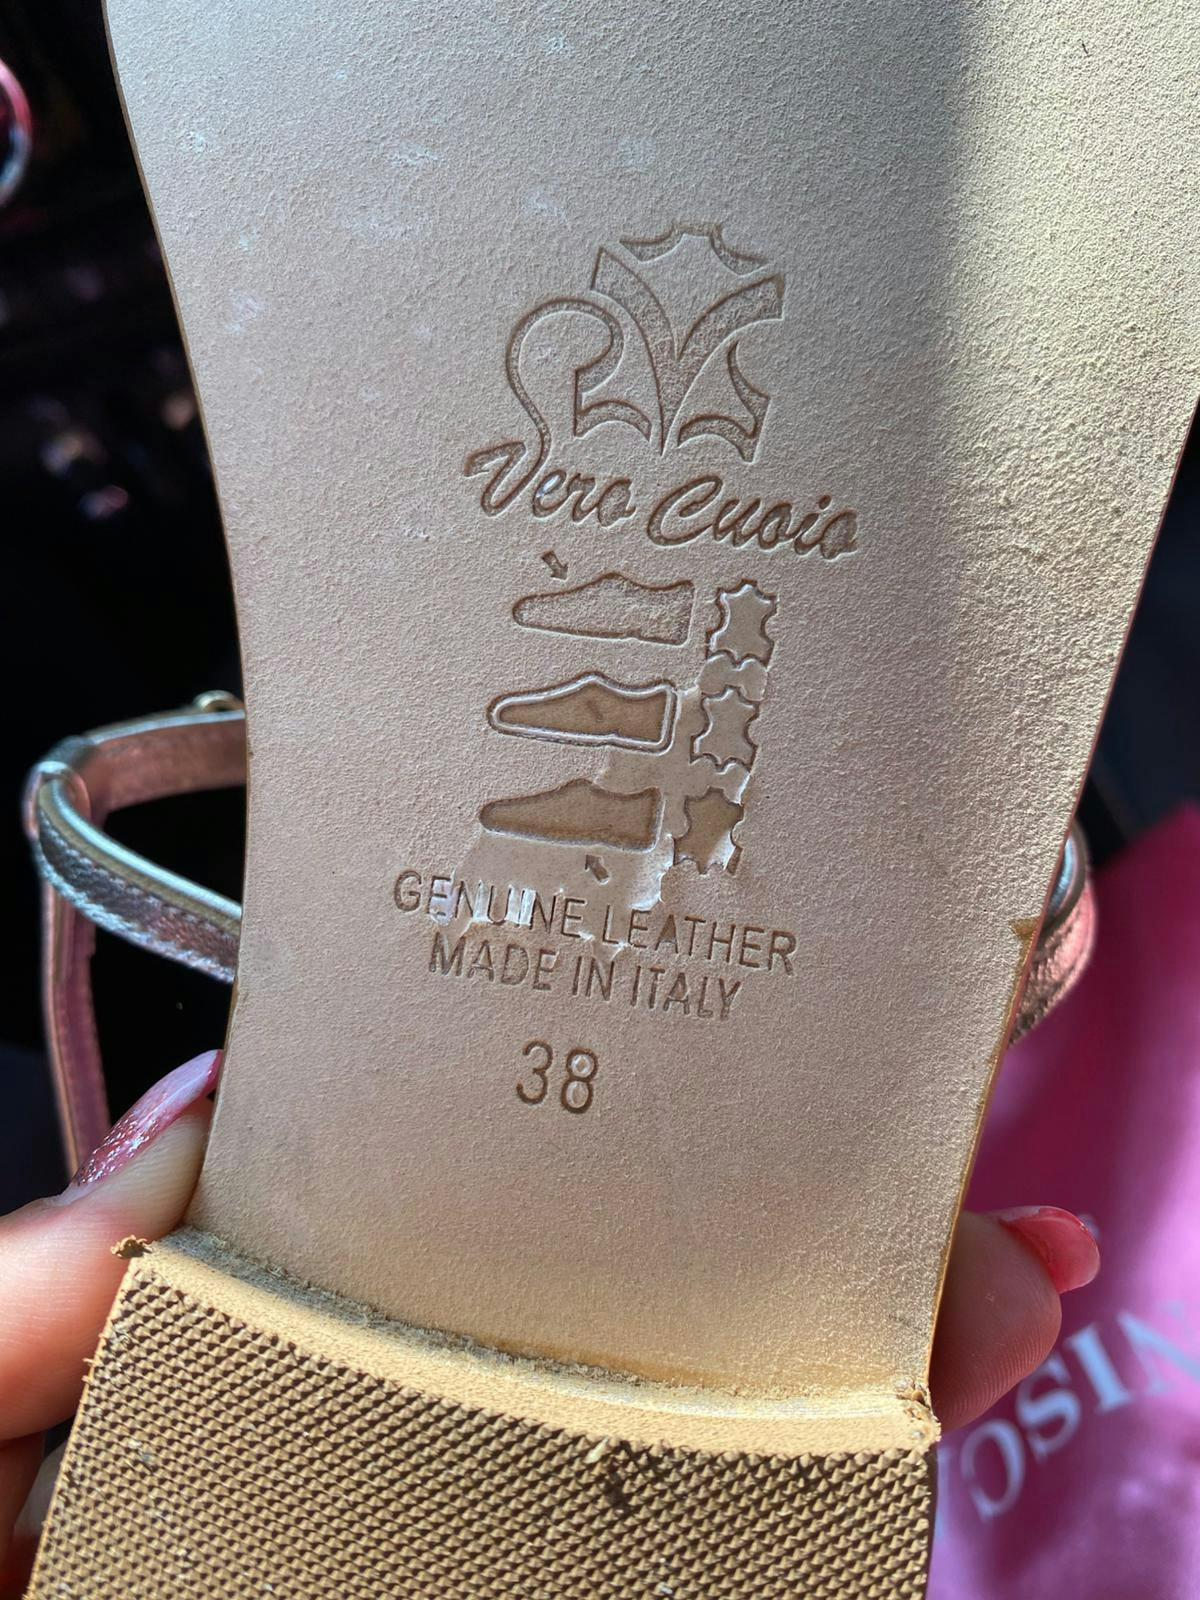 Vero Cuoio
GENUINE LEATHER
MADE IN ITALY
38